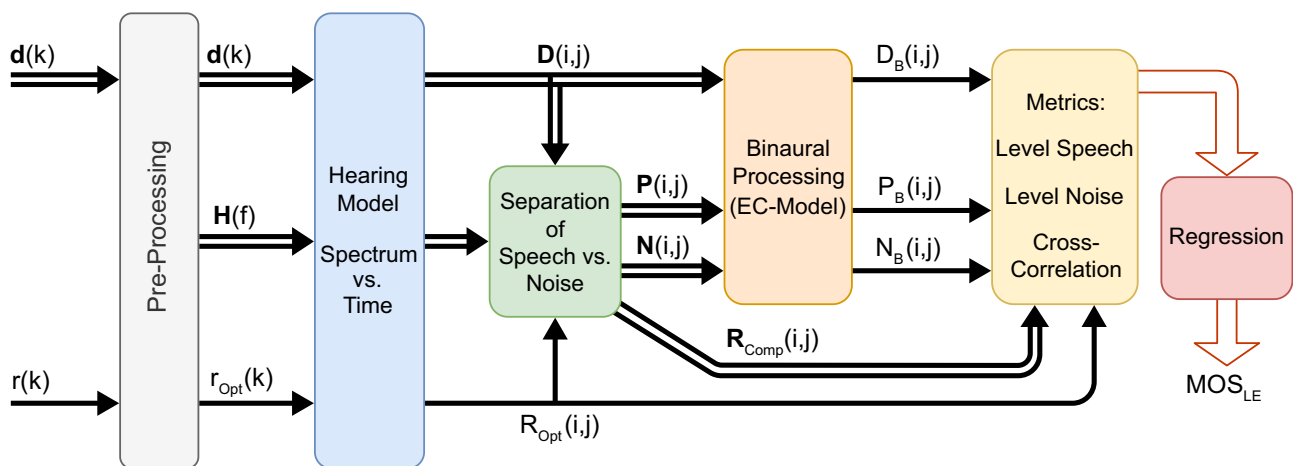 d(k)
Pre-Processing
d(k)
H(f)
r(k)
r_Opt(k)
Hearing
Model
Spectrum
vs.
Time
D(i,j)
Separation
of
Speech vs.
Noise
P(i,j)
N(i,j)
R_Comp(i,j)
R_Opt(i,j)
Binaural
Processing
(EC-Model)
D_B(i,j)
P_B(i,j)
N_B(i,j)
Metrics:
Level Speech
Level Noise
Cross-
Correlation
Regression
MOS_LE